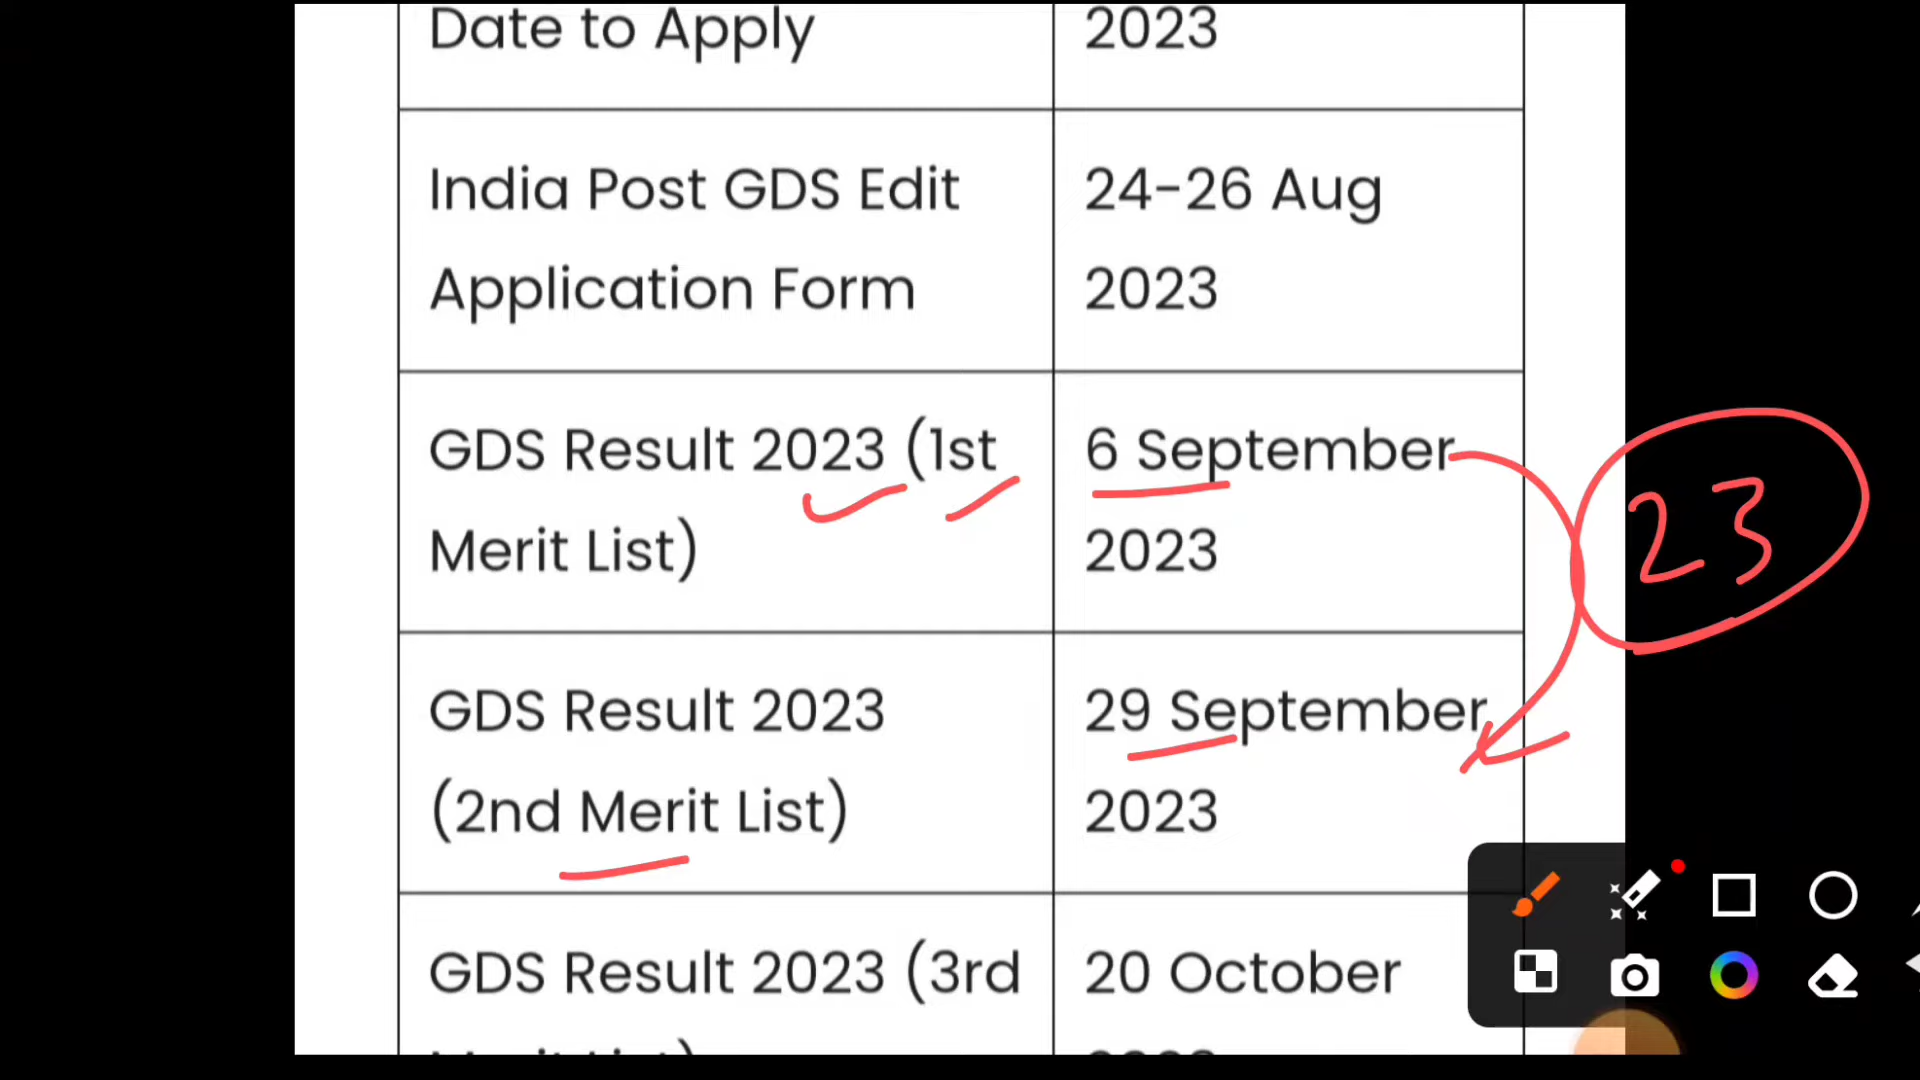 Date to Apply
2023
India Post GDS Edit
Application Form
24-26 Aug
2023
GDS Result 2023 (1st
Merit List)
6 September
2023
23
GDS Result 2023
(2nd Merit List)
29 September
2023
GDS Result 2023 (3rd
20 October